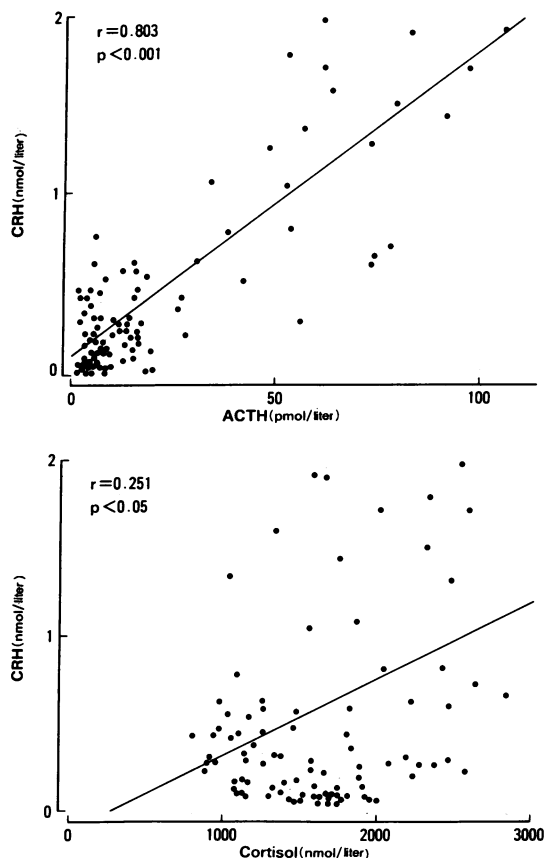 2
r=0.803
p<0.001
CRH(nmol/liter)
1
0
0
50
100
ACTH(pmol/liter)
2
r=0.251
p<0.05
CRH(nmol/liter)
1
0
0
1000
2000
3000
Cortisol(nmol/liter)